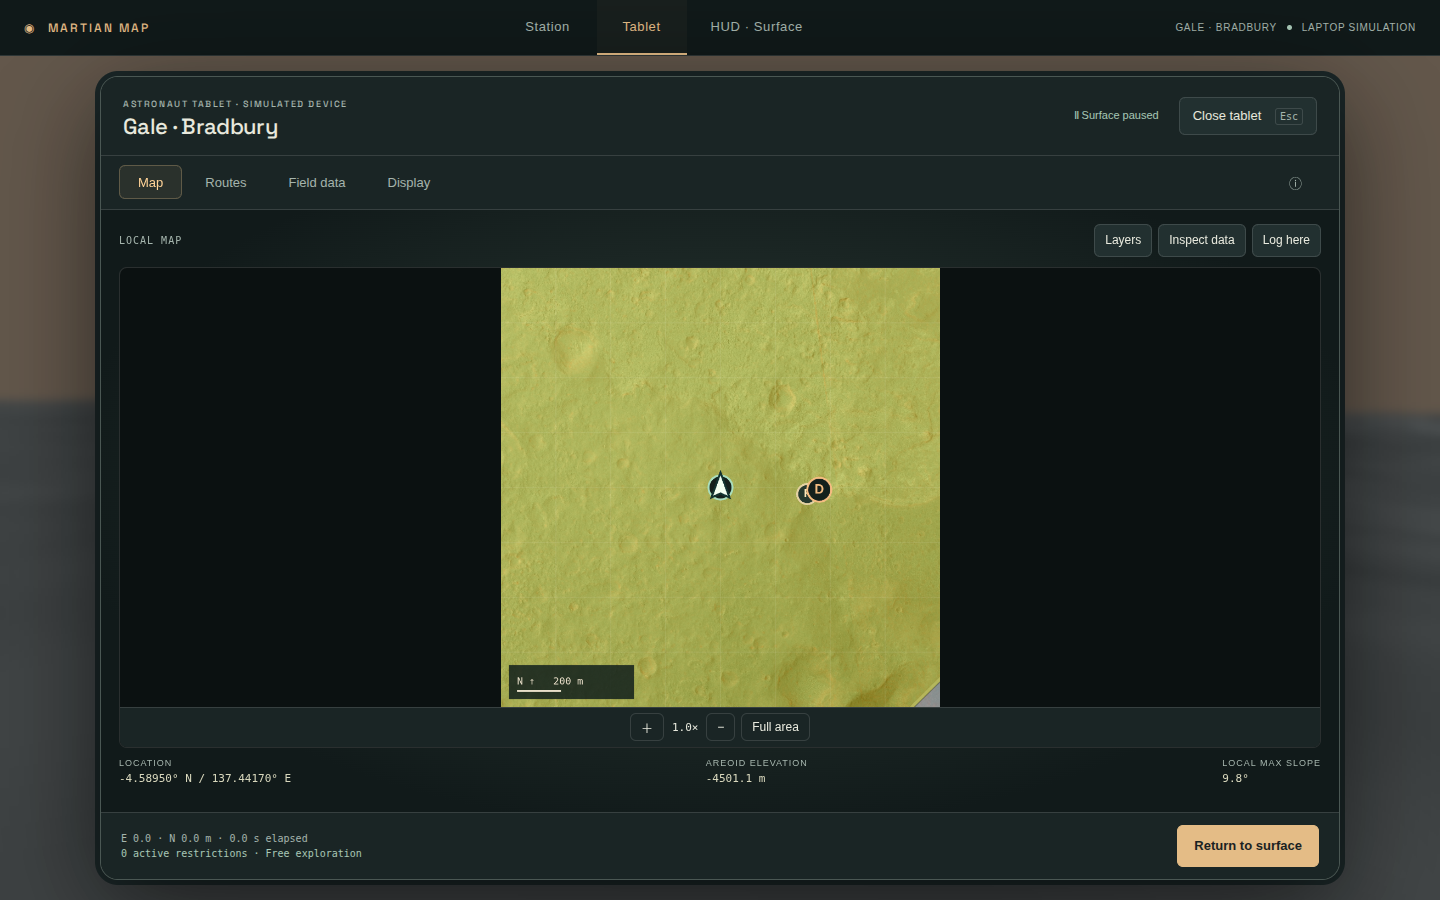 ◉ MARTIAN MAP
Station
Tablet
HUD · Surface
GALE · BRADBURY ● LAPTOP SIMULATION
ASTRONAUT TABLET · SIMULATED DEVICE
Gale · Bradbury
Ⅱ Surface paused
Close tablet Esc
Map
Routes
Field data
Display
ⓘ
LOCAL MAP
Layers
Inspect data
Log here
D
N ↑ 200 m
+ 1.0× − Full area
LOCATION
-4.58950° N / 137.44170° E
AREOID ELEVATION
-4501.1 m
LOCAL MAX SLOPE
9.8°
E 0.0 · N 0.0 m · 0.0 s elapsed
0 active restrictions · Free exploration
Return to surface